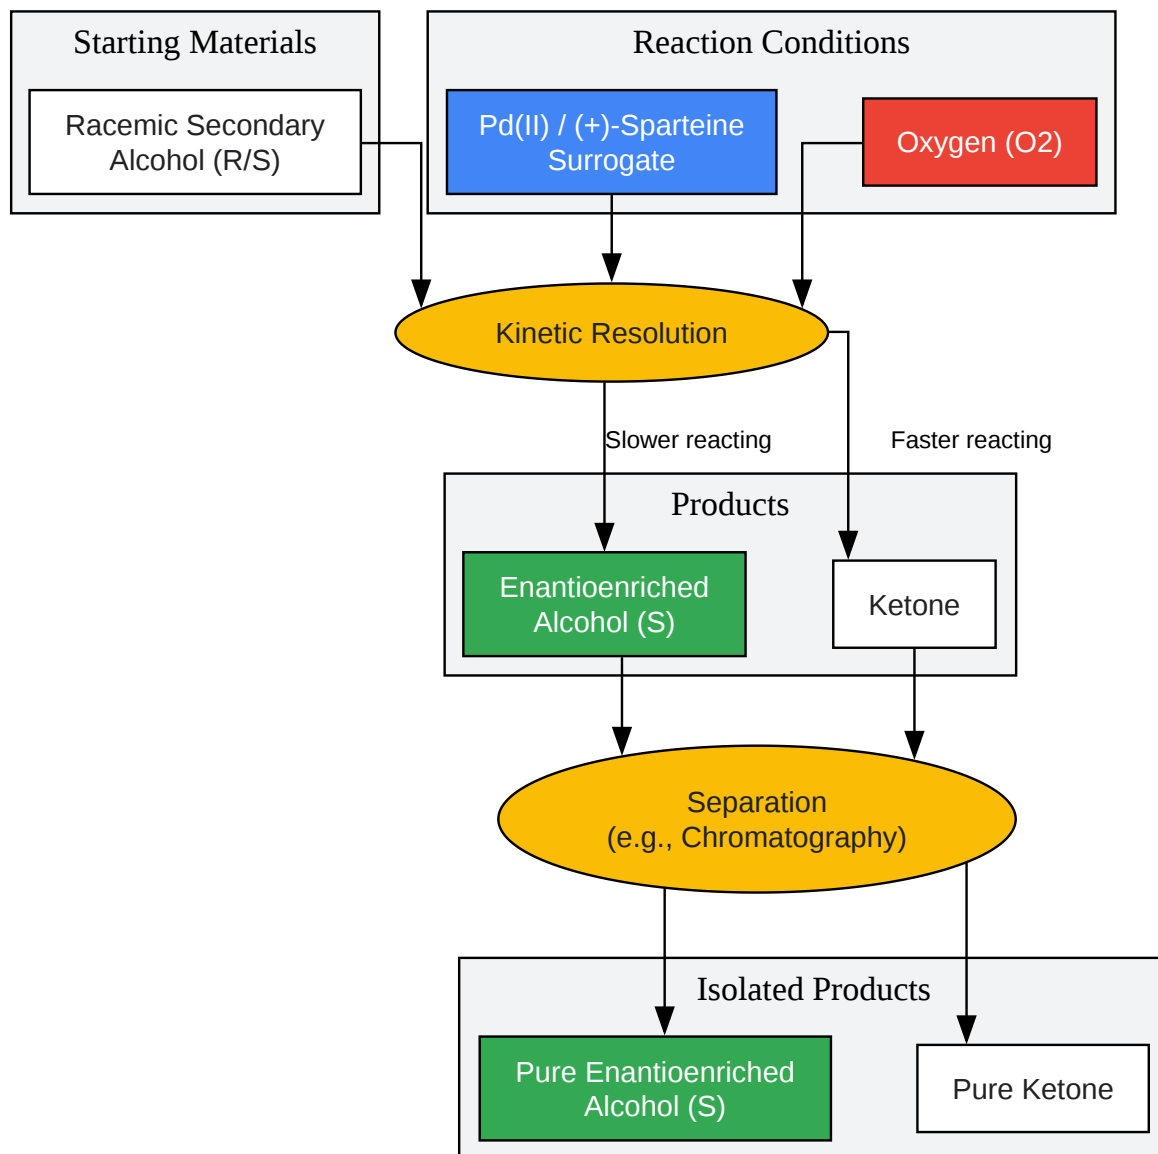 Starting Materials
Reaction Conditions
Racemic Secondary
Alcohol (R/S)
Pd(II) / (+)-Sparteine
Surrogate
Oxygen (O2)
Kinetic Resolution
Slower reacting
Faster reacting
Products
Enantioenriched
Alcohol (S)
Ketone
Separation
(e.g., Chromatography)
Isolated Products
Pure Enantioenriched
Alcohol (S)
Pure Ketone